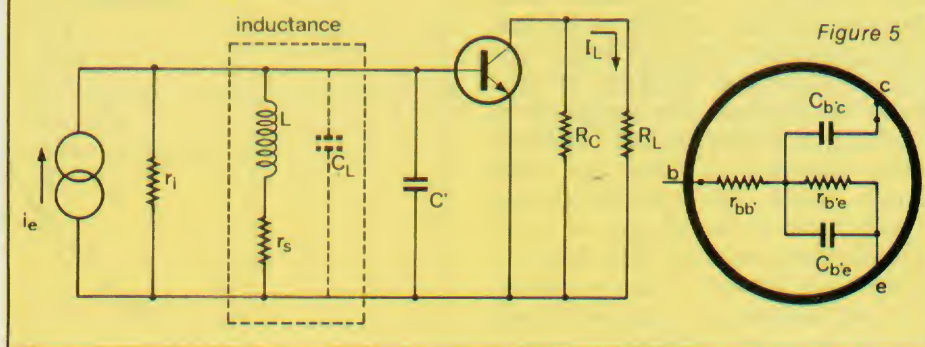 inductance
Figure 5
I_L
c
C_b'c
L
C_L
r_i
R_C
R_L
b
r_bb'
r_b'e
C'
i_e
r_s
C_b'e
e